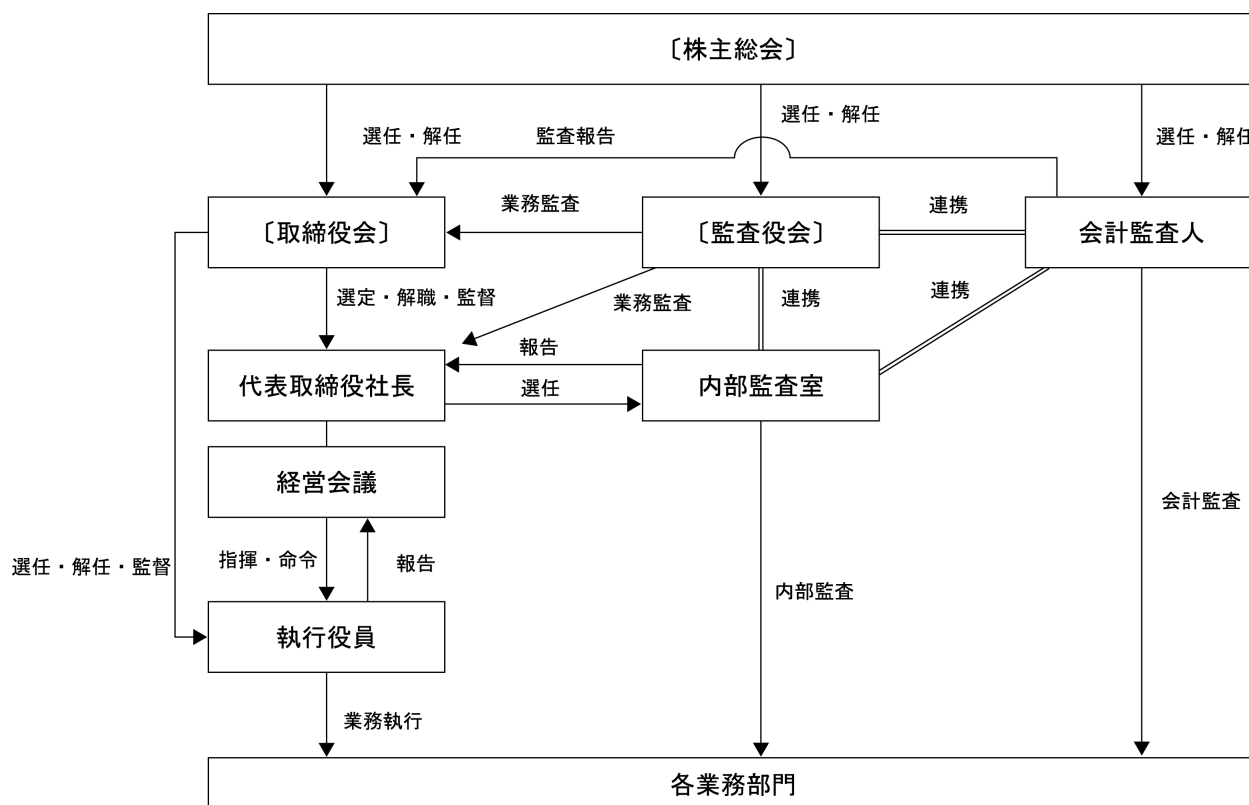 〔株主総会〕
選任・解任
監査報告
選任・解任
選任・解任
〔取締役会〕
業務監査
〔監査役会〕
連携
会計監査人
選定・解職・監督
業務監査
連携
連携
代表取締役社長
報告
選任
内部監査室
経営会議
選任・解任・監督
指揮・命令
報告
内部監査
会計監査
執行役員
業務執行
各業務部門